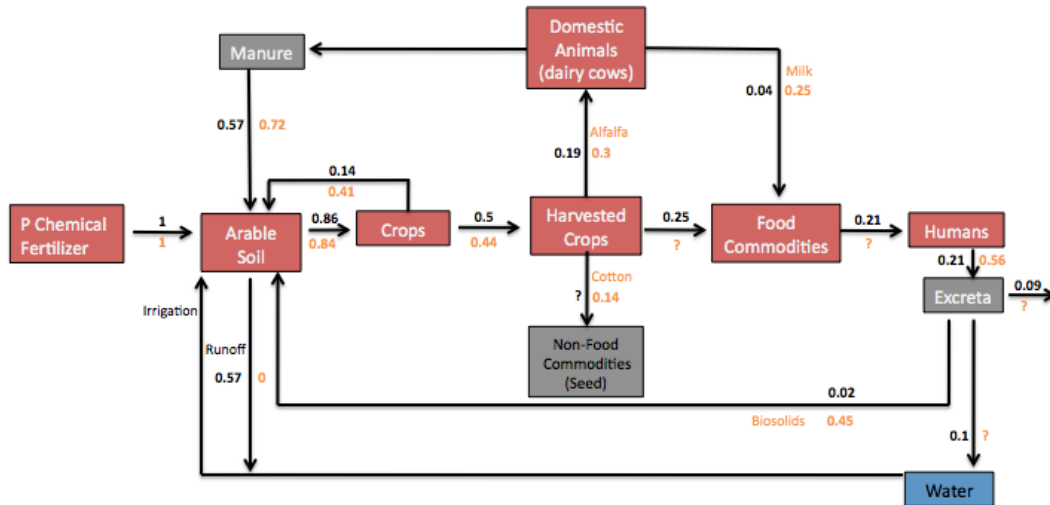 Domestic
Animals
(dairy cows)
Manure
Milk
0.04
0.25
0.57
0.72
Alfalfa
0.19
0.3
0.14
0.41
P Chemical
Fertilizer
1
1
Arable
Soil
0.86
0.84
Crops
0.5
0.44
Harvested
Crops
0.25
?
Food
Commodities
0.21
?
Humans
0.21
0.56
Excreta
0.09
?
Cotton
?
0.14
Irrigation
Runoff
0.57
0
Non-Food
Commodities
(Seed)
0.02
Biosolids
0.45
0.1
?
Water